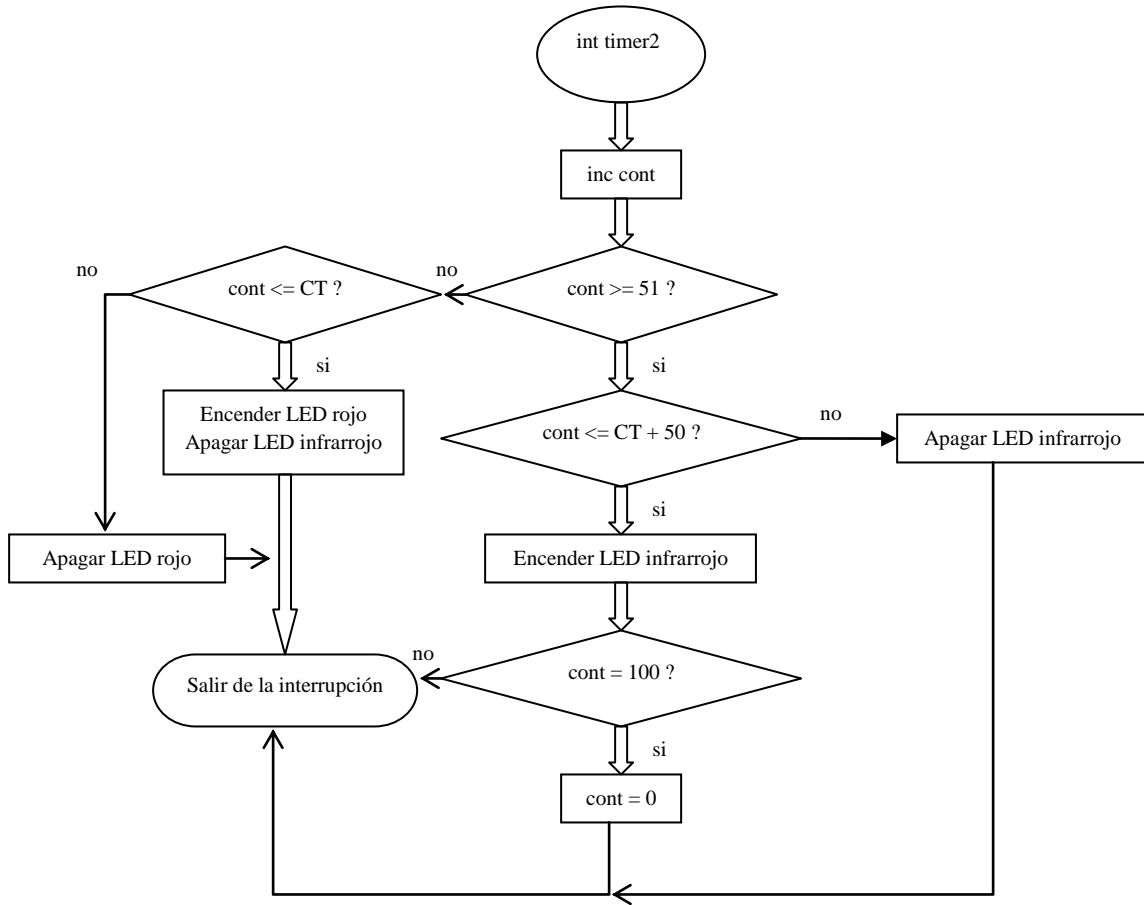 int timer2
inc cont
no
cont <= CT ?
no
cont >= 51 ?
si
si
Encender LED rojo
Apagar LED infrarrojo
cont <= CT + 50 ?
no
Apagar LED infrarrojo
si
Apagar LED rojo
Encender LED infrarrojo
no
cont = 100 ?
Salir de la interrupción
si
cont = 0